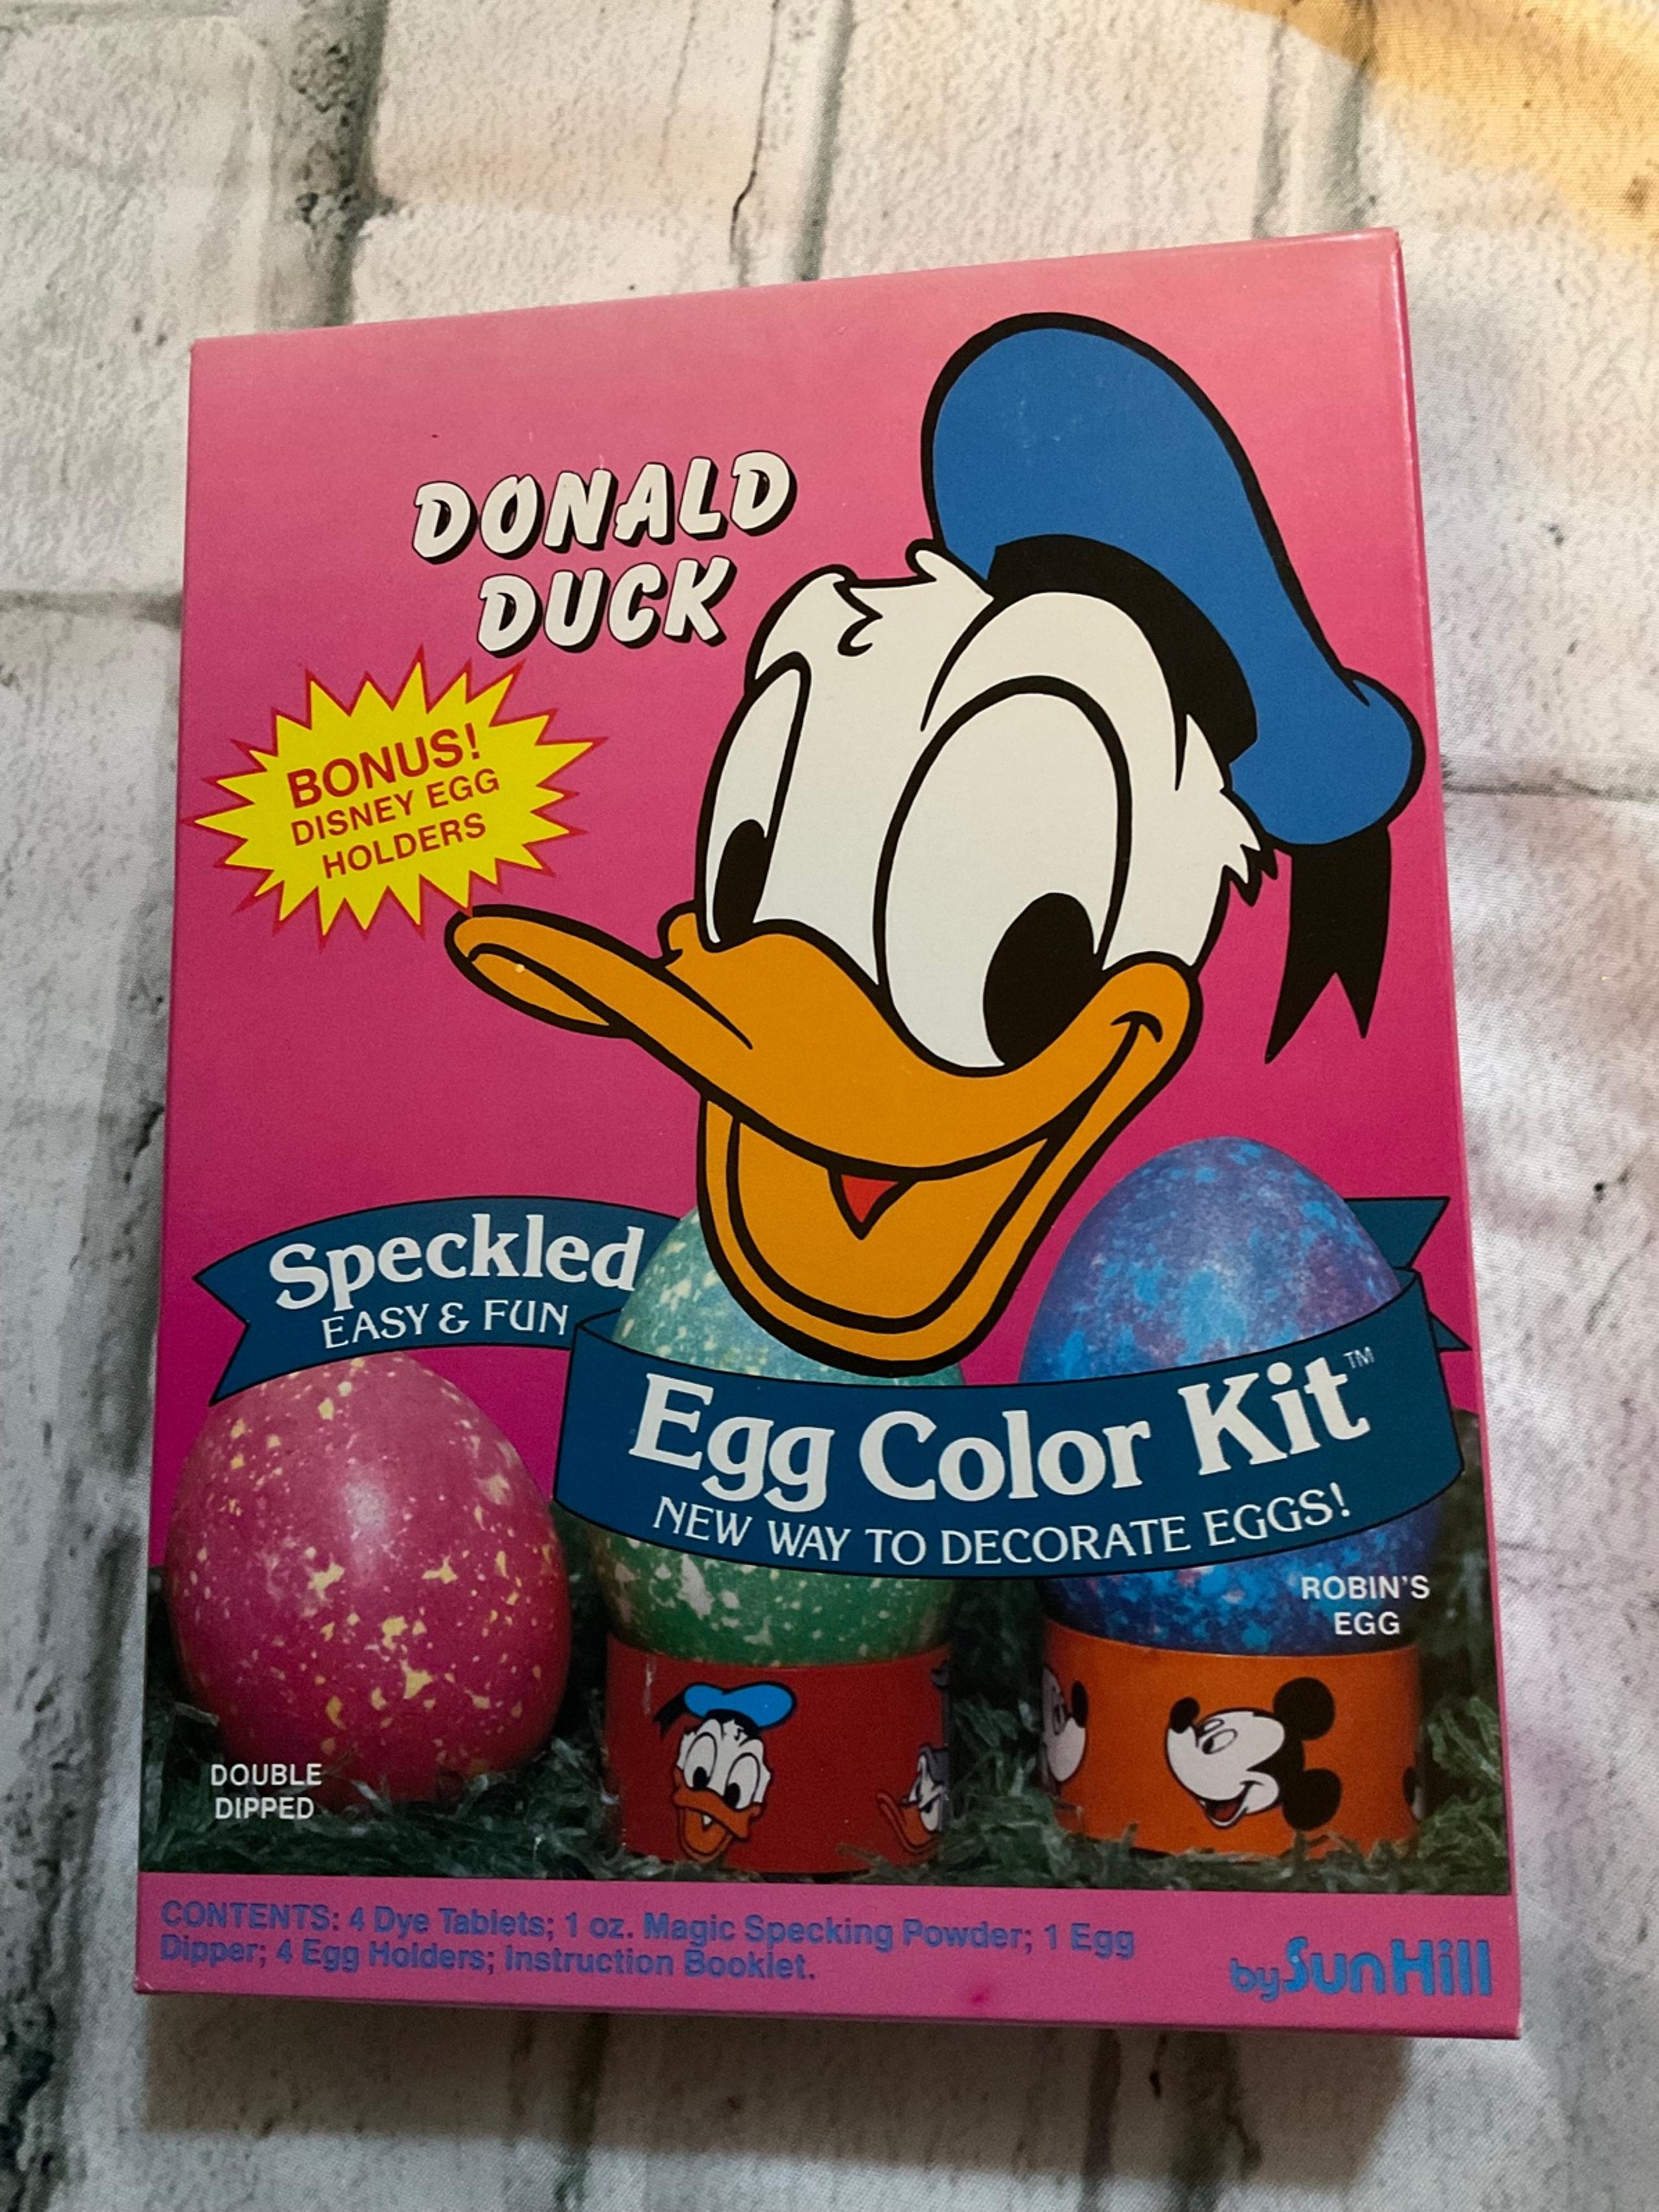 DONALD
DUCK
BONUS!
DISNEY EGG
HOLDERS
Speckled
EASY & FUN
Egg Color Kit™
NEW WAY TO DECORATE EGGS!
ROBIN'S
EGG
DOUBLE
DIPPED
CONTENTS: 4 Dye Tablets; 1 oz. Magic Specking Powder; 1 Egg
Dipper; 4 Egg Holders; Instruction Booklet.
by SunHill